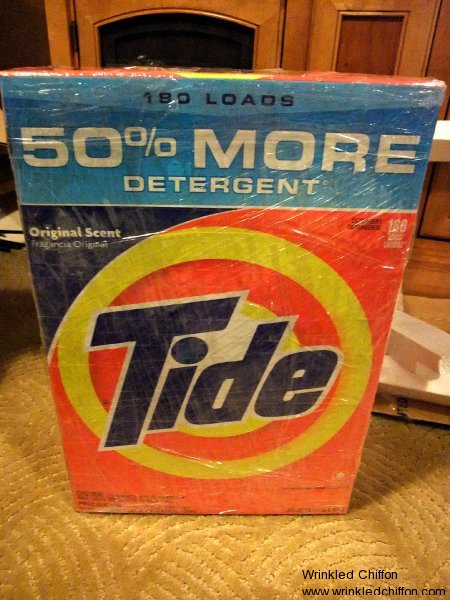 180 LOADS
50% MORE
DETERGENT
Original Scent
Fragancia Original
180
Tide
Wrinkled Chiffon
www.wrinkledchiffon.com